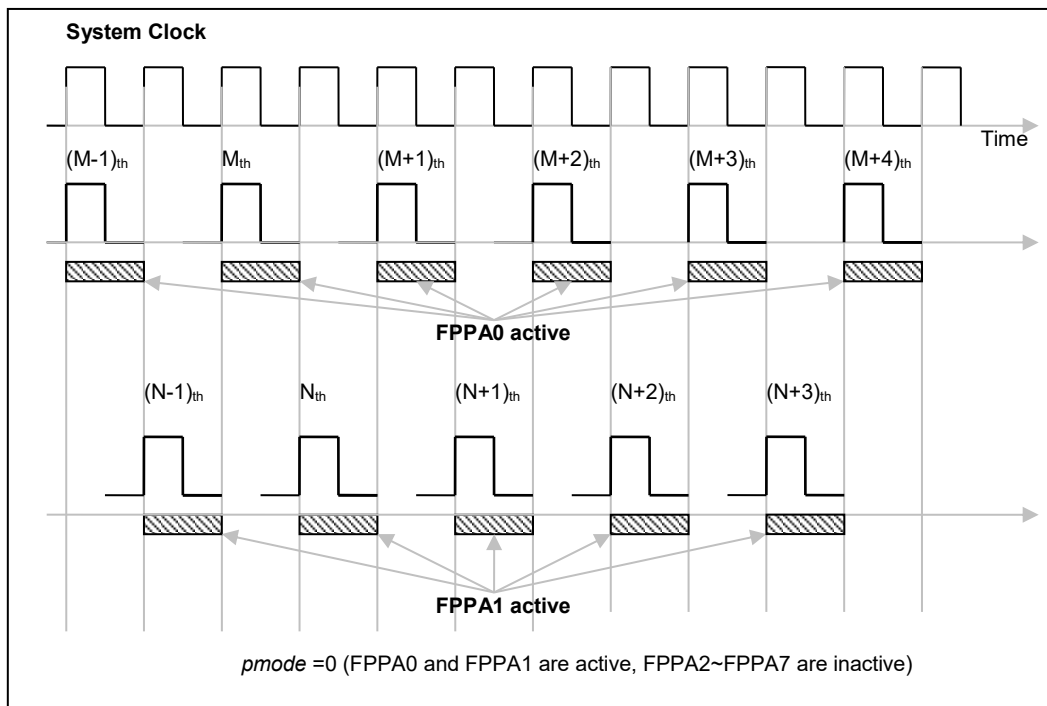 System Clock
Time
(M-1)th Mth (M+1)th (M+2)th (M+3)th (M+4)th
FPPA0 active
(N-1)th Nth (N+1)th (N+2)th (N+3)th
FPPA1 active
pmode =0 (FPPA0 and FPPA1 are active, FPPA2~FPPA7 are inactive)